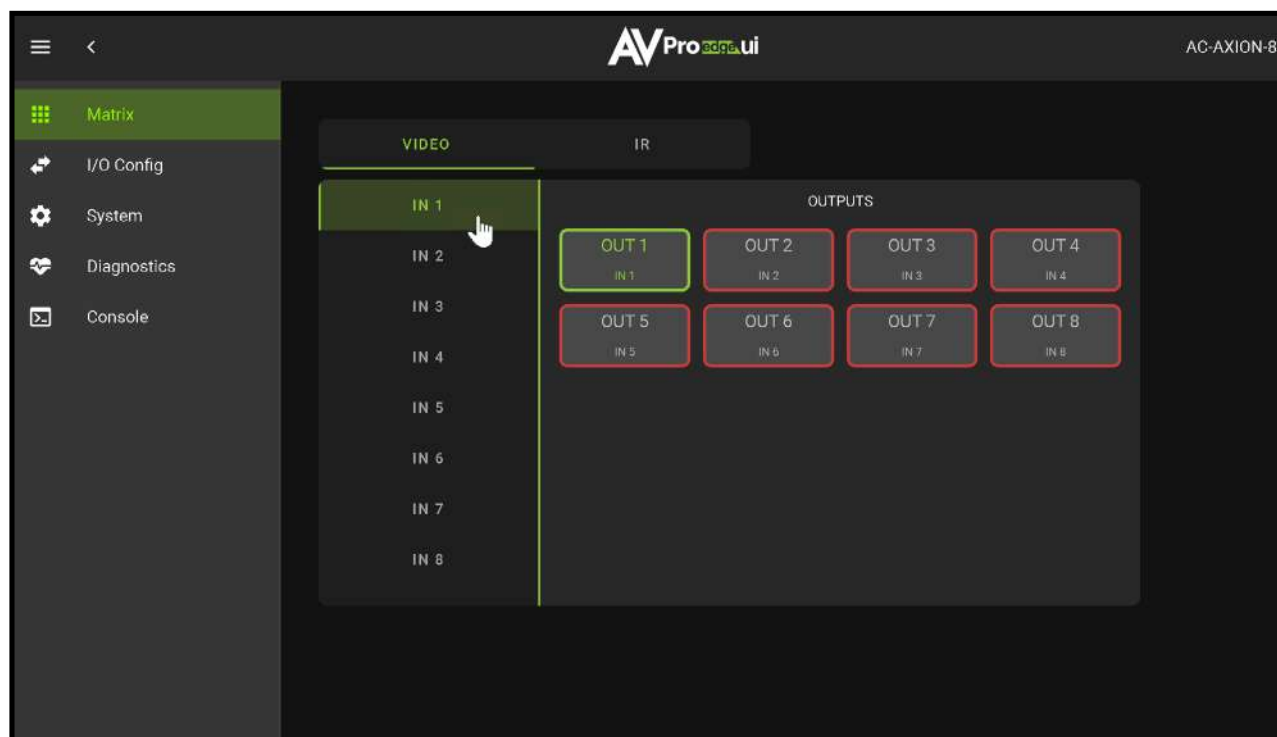 AVPro edge.ui
AC-AXION-8
Matrix
I/O Config
System
Diagnostics
Console
VIDEO
IR
IN 1
IN 2
IN 3
IN 4
IN 5
IN 6
IN 7
IN 8
OUTPUTS
OUT 1
IN 1
OUT 2
IN 2
OUT 3
IN 3
OUT 4
IN 4
OUT 5
IN 5
OUT 6
IN 6
OUT 7
IN 7
OUT 8
IN 8